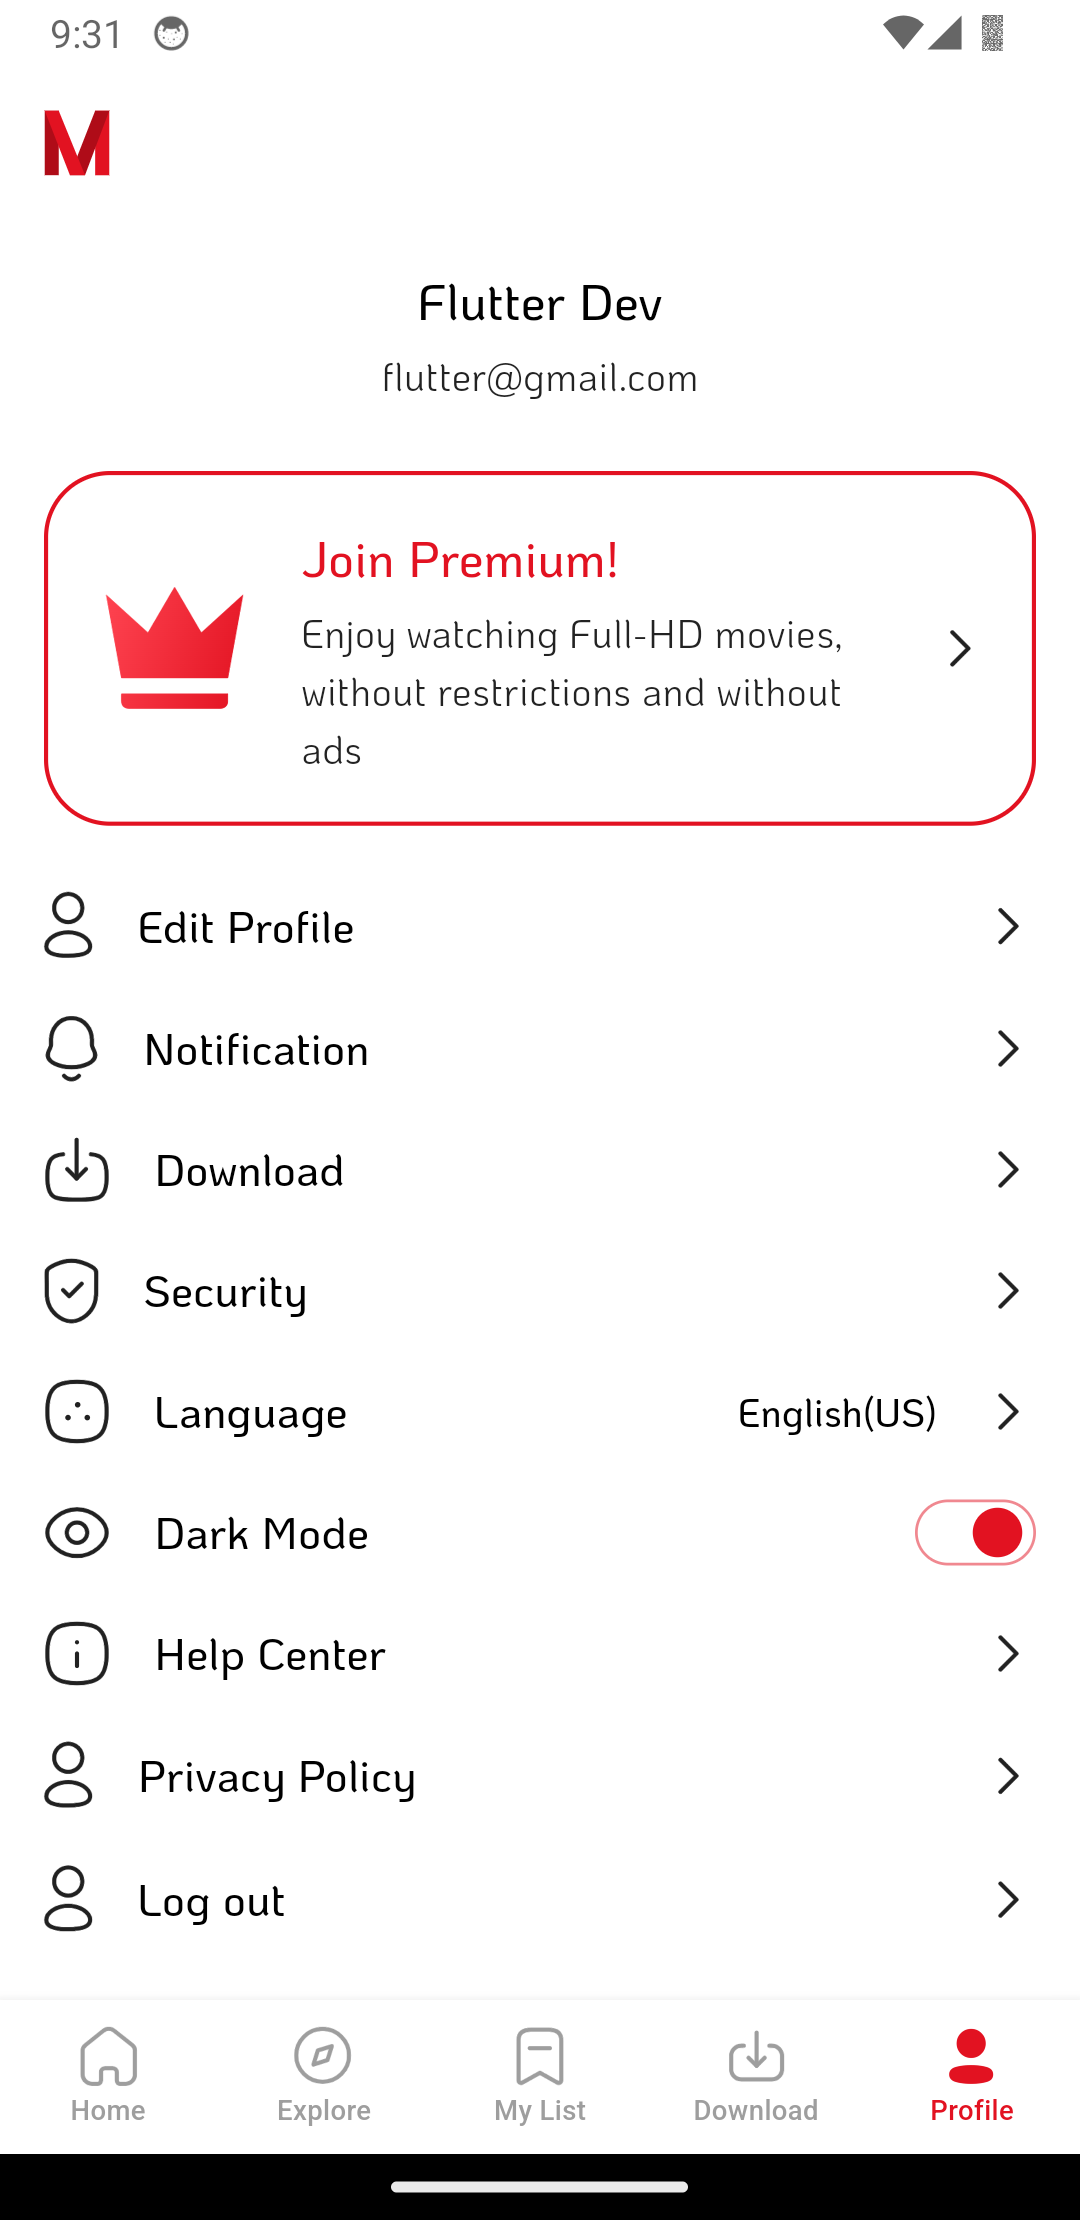 9:31
M
Flutter Dev
flutter@gmail.com
Join Premium!
Enjoy watching Full-HD movies,
without restrictions and without
ads
Edit Profile
Notification
Download
Security
Language English(US)
Dark Mode
Help Center
Privacy Policy
Log out
Home Explore My List Download Profile